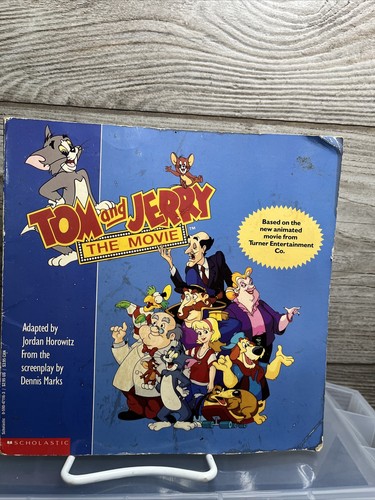 TOM and JERRY
THE MOVIE
Based on the
new animated
movie from
Turner Entertainment
Co.
Adapted by
Jordan Horowitz
From the
screenplay by
Dennis Marks
SCHOLASTIC